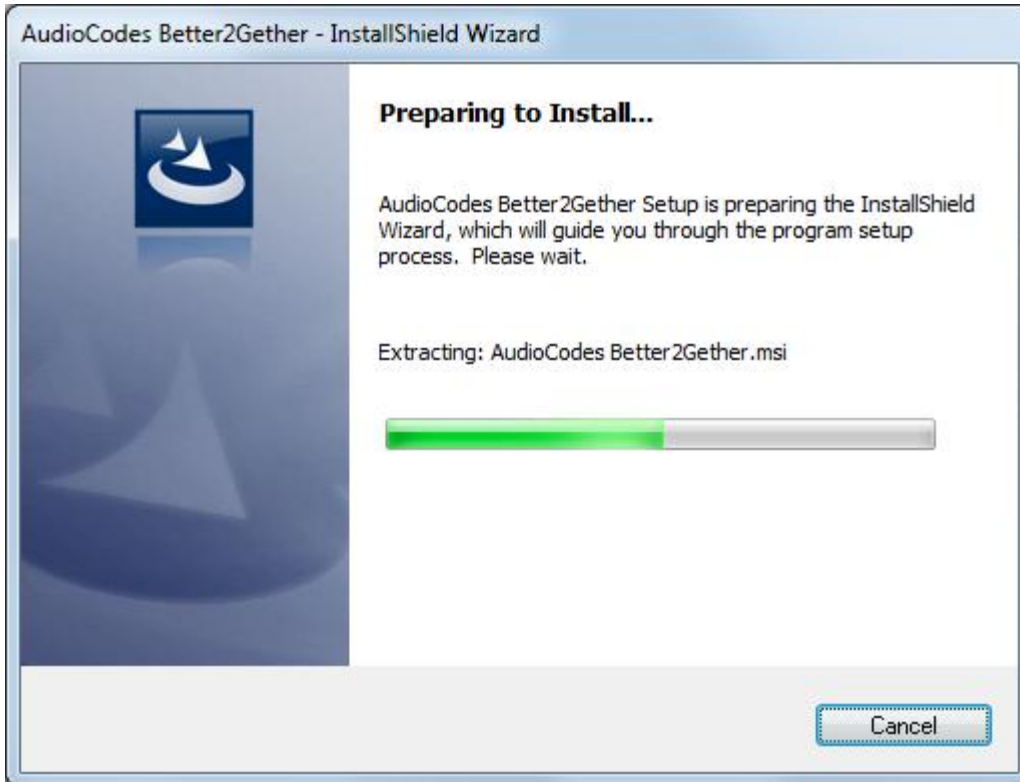 AudioCodes Better2Gether - InstallShield Wizard
Preparing to Install...
AudioCodes Better2Gether Setup is preparing the InstallShield
Wizard, which will guide you through the program setup
process.  Please wait.
Extracting: AudioCodes Better2Gether.msi
Cancel